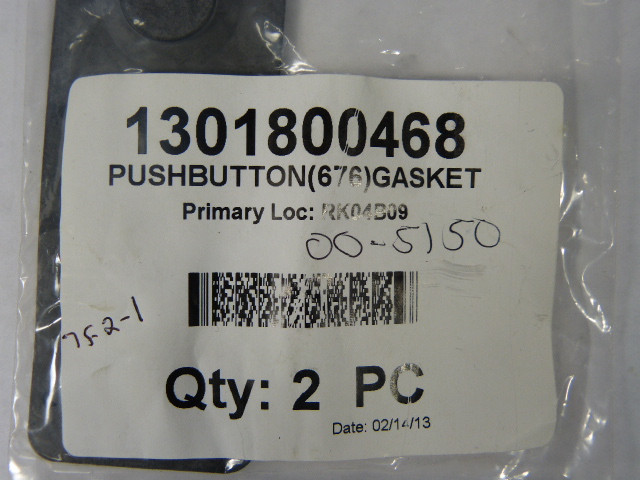 1301800468
PUSHBUTTON(676)GASKET
Primary Loc: RK04B09
00-5150
75-2-1
Qty: 2 PC
Date: 02/14/13